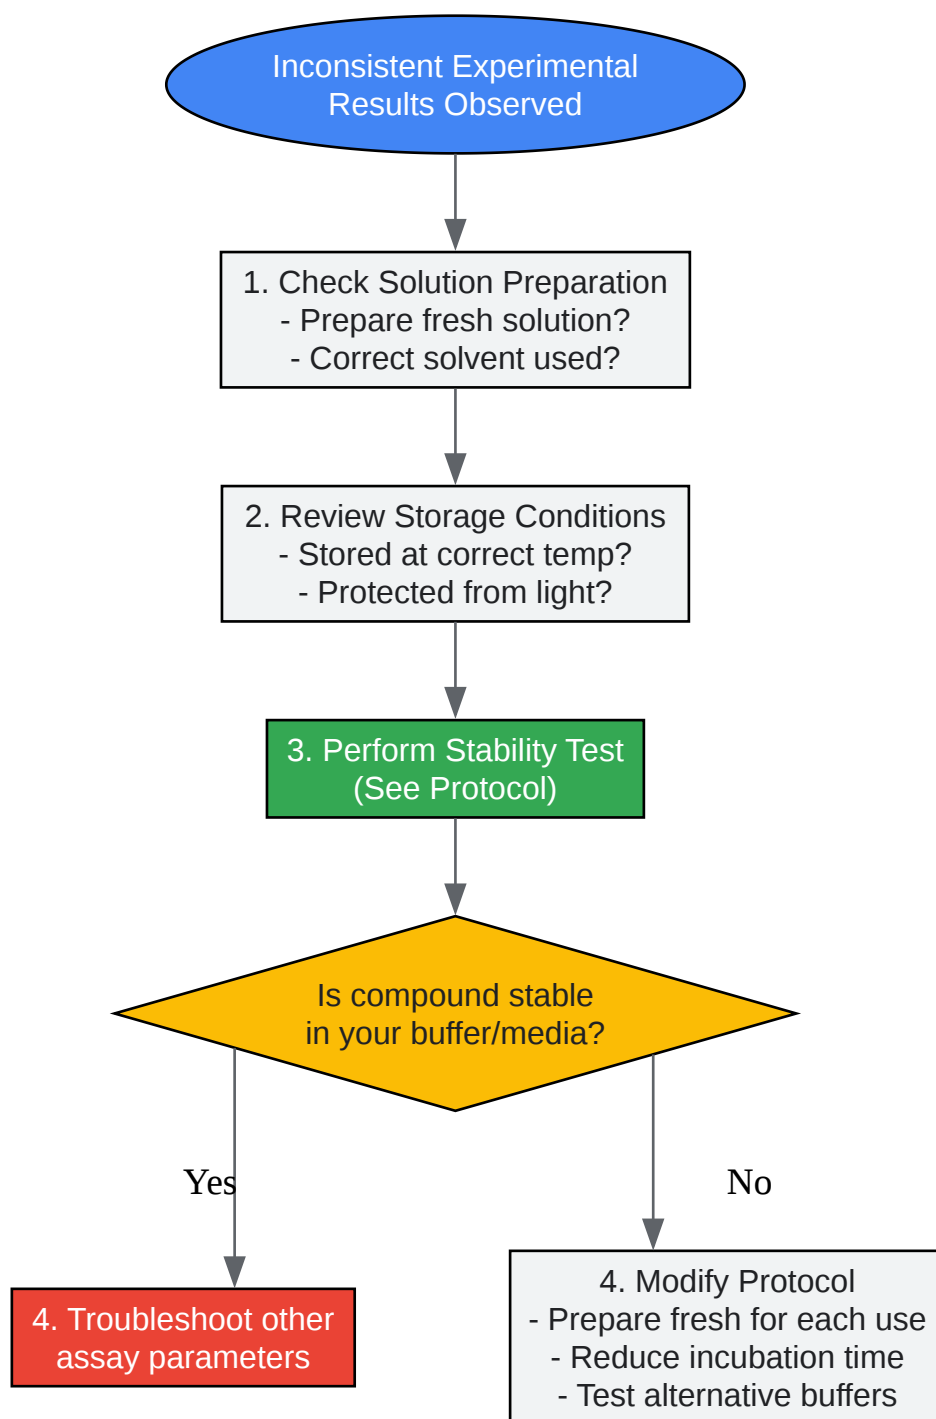 Inconsistent Experimental
Results Observed
1. Check Solution Preparation
- Prepare fresh solution?
- Correct solvent used?
2. Review Storage Conditions
- Stored at correct temp?
- Protected from light?
3. Perform Stability Test
(See Protocol)
Is compound stable
in your buffer/media?
Yes
No
4. Troubleshoot other
assay parameters
4. Modify Protocol
- Prepare fresh for each use
- Reduce incubation time
- Test alternative buffers